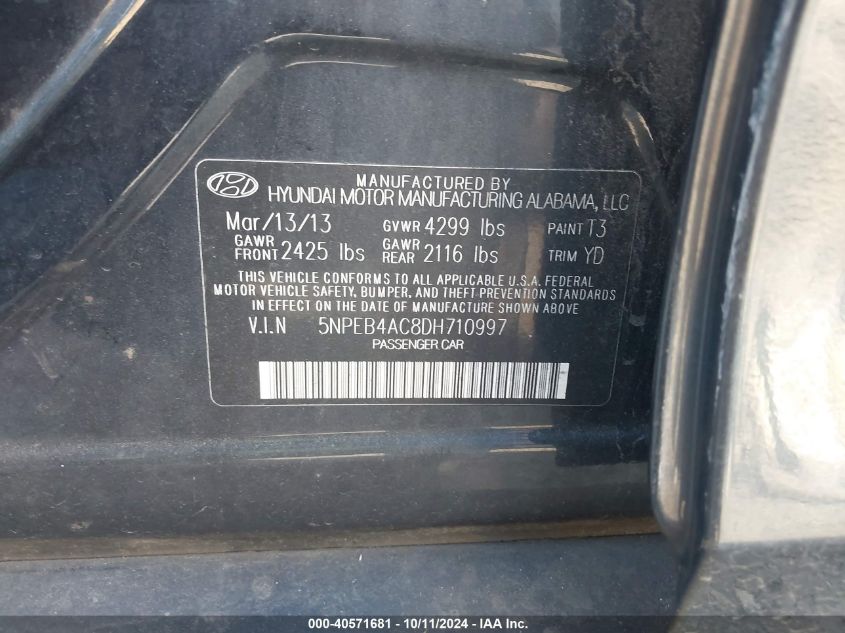 MANUFACTURED BY
HYUNDAI MOTOR MANUFACTURING ALABAMA, LLC
Mar/13/13 GVWR 4299 lbs PAINT T3
GAWR FRONT 2425 lbs GAWR REAR 2116 lbs TRIM YD
THIS VEHICLE CONFORMS TO ALL APPLICABLE U.S.A. FEDERAL
MOTOR VEHICLE SAFETY, BUMPER, AND THEFT PREVENTION STANDARDS
IN EFFECT ON THE DATE OF MANUFACTURE SHOWN ABOVE.
V.I.N 5NPEB4AC8DH710997
PASSENGER CAR
000-40571681 - 10/11/2024 - IAA Inc.